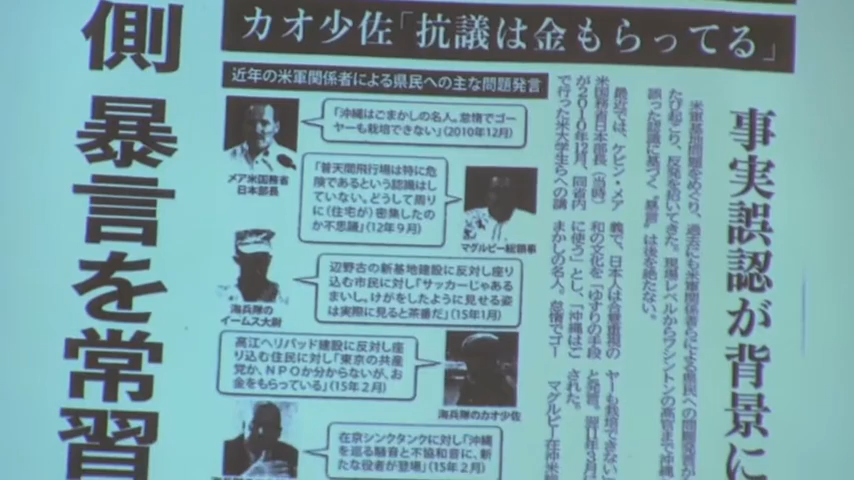 カオ少佐「抗議は金もらってる」
側 暴言を常習
事実誤認が背景に
近年の米軍関係者による県民への主な問題発言
「沖縄はごまかしの名人。怠惰でゴー
ヤーも栽培できない」(2010年12月)
メア米国務省
日本部長
「普天間飛行場は特に危
険であるという認識はし
ていない。どうして周り
に(住宅が)密集したの
か不思議」(12年9月)
マグルビー総領事
辺野古の新基地建設に反対し座り
込む市民に対し「サッカーじゃある
まいし。けがをしたように見せる姿
は実際に見ると茶番だ」(15年1月)
海兵隊の
イームス大尉
高江ヘリパッド建設に反対し座
り込む住民に対し「東京の共産
党か、NPOか分からないが、お
金をもらっている」(15年2月)
海兵隊のカオ少佐
在京シンクタンクに対し「沖縄
を巡る騒音と不協和音に、新
たな役者が登場」(15年2月)
米軍基地問題をめぐり、過去にも米軍関係者らによる県民への問題発言が
たび起こり、反発を招いてきた。現場レベルからワシントンの高官まで沖縄
誤った認識に基づく「暴言」は後を絶たない。
最近では、ケビン・メア
米国務省日本部長(当時)
が2010年12月、同省内
で行った米大学生らへの講
義で、日本人は合意重視の
和の文化を「ゆすりの手段
に使う」とし、「沖縄はご
まかしの名人。怠惰でゴー
ヤーも栽培できない」
と発言。翌11年3月に
された。
マグルビー在沖米総